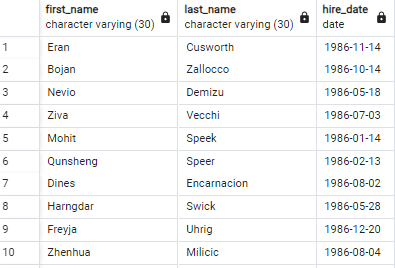 first_name last_name hire_date
character varying (30) character varying (30) date
1 Eran Cusworth 1986-11-14
2 Bojan Zallocco 1986-10-14
3 Nevio Demizu 1986-05-18
4 Ziva Vecchi 1986-07-03
5 Mohit Speek 1986-01-14
6 Qunsheng Speer 1986-02-13
7 Dines Encarnacion 1986-08-02
8 Harngdar Swick 1986-05-28
9 Freyja Uhrig 1986-12-20
10 Zhenhua Milicic 1986-08-04